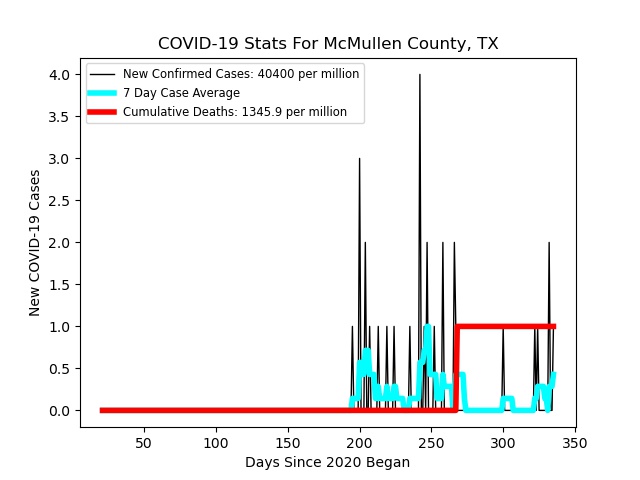 COVID-19 Stats For McMullen County, TX
New Confirmed Cases: 40400 per million
7 Day Case Average
Cumulative Deaths: 1345.9 per million
New COVID-19 Cases
4.0
3.5
3.0
2.5
2.0
1.5
1.0
0.5
0.0
50 100 150 200 250 300 350
Days Since 2020 Began